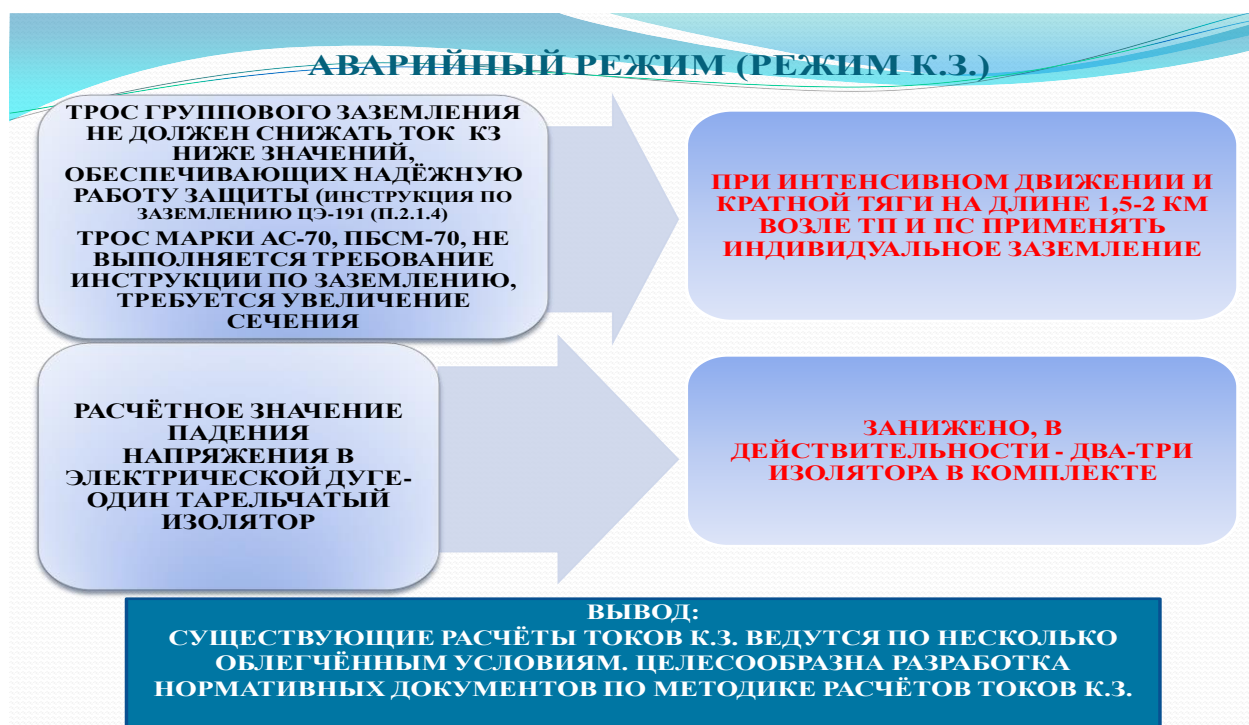 АВАРИЙНЫЙ РЕЖИМ (РЕЖИМ К.З.)
ТРОС ГРУППОВОГО ЗАЗЕМЛЕНИЯ
НЕ ДОЛЖЕН СНИЖАТЬ ТОК КЗ
НИЖЕ ЗНАЧЕНИЙ,
ОБЕСПЕЧИВАЮЩИХ НАДЁЖНУЮ
РАБОТУ ЗАЩИТЫ (ИНСТРУКЦИЯ ПО
ЗАЗЕМЛЕНИЮ ЦЭ-191 (П.2.1.4)
ТРОС МАРКИ АС-70, ПБСМ-70, НЕ
ВЫПОЛНЯЕТСЯ ТРЕБОВАНИЕ
ИНСТРУКЦИИ ПО ЗАЗЕМЛЕНИЮ,
ТРЕБУЕТСЯ УВЕЛИЧЕНИЕ
СЕЧЕНИЯ
ПРИ ИНТЕНСИВНОМ ДВИЖЕНИИ И
КРАТНОЙ ТЯГИ НА ДЛИНЕ 1,5-2 КМ
ВОЗЛЕ ТП И ПС ПРИМЕНЯТЬ
ИНДИВИДУАЛЬНОЕ ЗАЗЕМЛЕНИЕ
РАСЧЁТНОЕ ЗНАЧЕНИЕ
ПАДЕНИЯ
НАПРЯЖЕНИЯ В
ЭЛЕКТРИЧЕСКОЙ ДУГЕ-
ОДИН ТАРЕЛЬЧАТЫЙ
ИЗОЛЯТОР
ЗАНИЖЕНО, В
ДЕЙСТВИТЕЛЬНОСТИ - ДВА-ТРИ
ИЗОЛЯТОРА В КОМПЛЕКТЕ
ВЫВОД:
СУЩЕСТВУЮЩИЕ РАСЧЁТЫ ТОКОВ К.З. ВЕДУТСЯ ПО НЕСКОЛЬКО
ОБЛЕГЧЁННЫМ УСЛОВИЯМ. ЦЕЛЕСООБРАЗНА РАЗРАБОТКА
НОРМАТИВНЫХ ДОКУМЕНТОВ ПО МЕТОДИКЕ РАСЧЁТОВ ТОКОВ К.З.